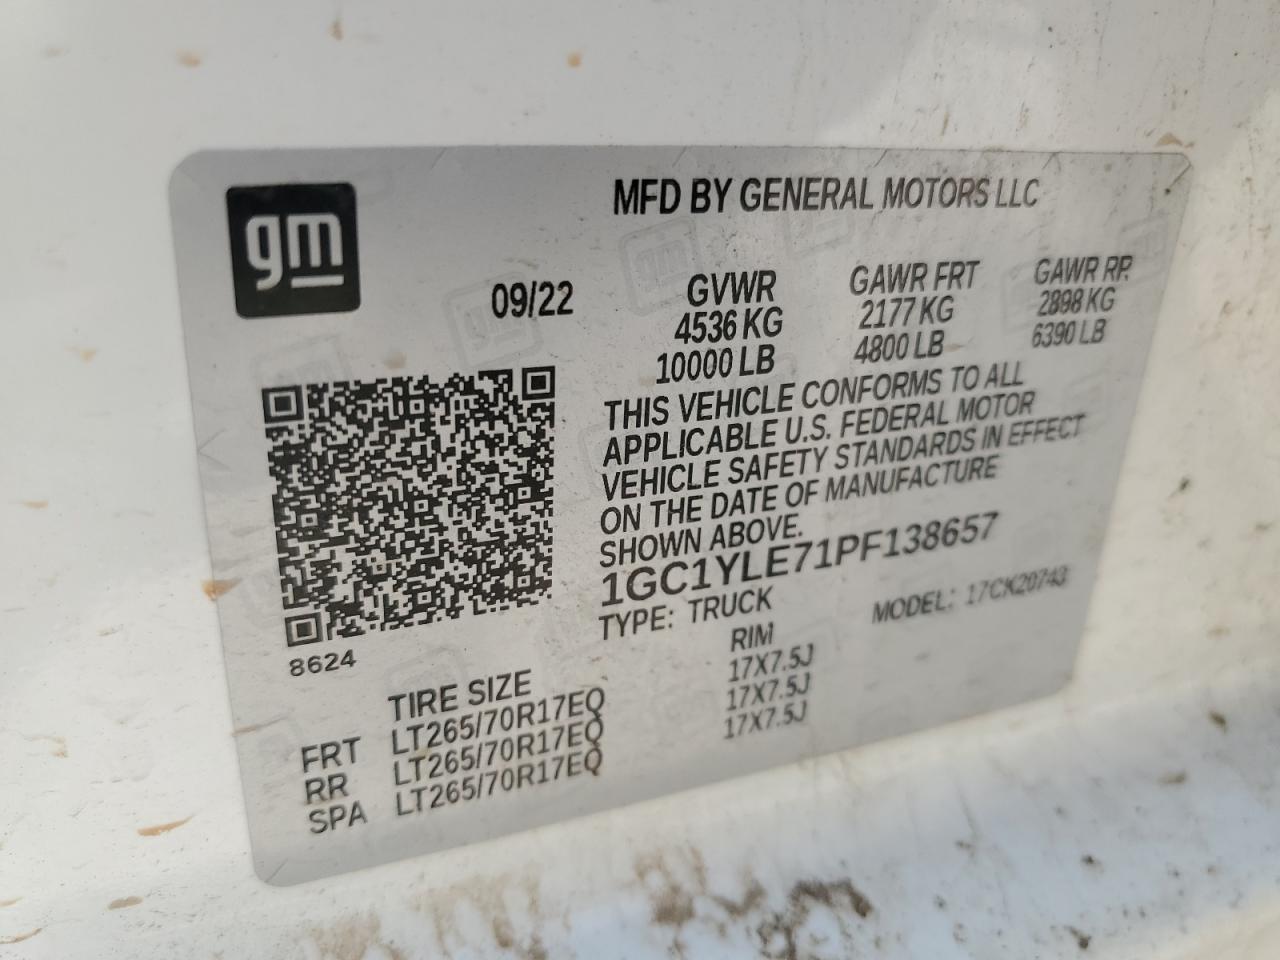 gm
MFD BY GENERAL MOTORS LLC
09/22
GVWR GAWR FRT GAWR RR
4536 KG 2177 KG 2898 KG
10000 LB 4800 LB 6390 LB
THIS VEHICLE CONFORMS TO ALL
APPLICABLE U.S. FEDERAL MOTOR
VEHICLE SAFETY STANDARDS IN EFFECT
ON THE DATE OF MANUFACTURE
SHOWN ABOVE.
1GC1YLE71PF138657
TYPE: TRUCK MODEL: 17CK20743
8624
TIRE SIZE RIM
FRT LT265/70R17EQ 17X7.5J
RR LT265/70R17EQ 17X7.5J
SPA LT265/70R17EQ 17X7.5J